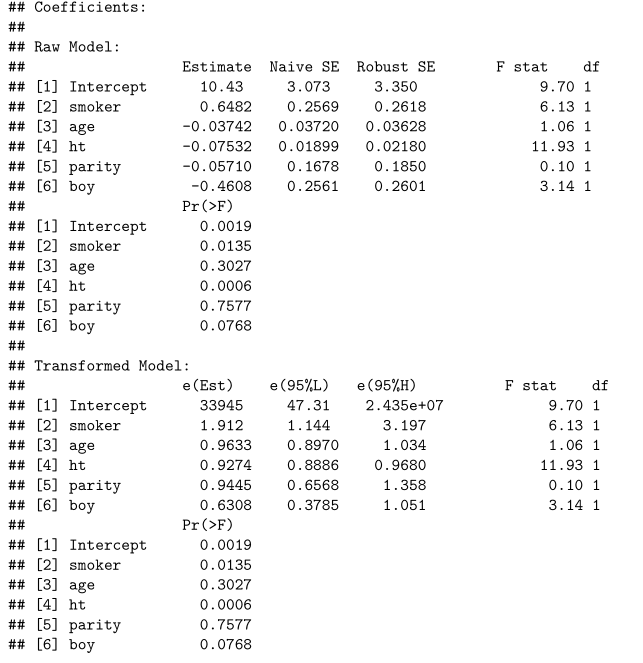 ## Coefficients:
##
## Raw Model:
##                 Estimate  Naive SE  Robust SE       F stat    df
## [1] Intercept     10.43     3.073     3.350           9.70 1
## [2] smoker        0.6482    0.2569    0.2618          6.13 1
## [3] age         -0.03742   0.03720   0.03628          1.06 1
## [4] ht          -0.07532   0.01899   0.02180         11.93 1
## [5] parity      -0.05710    0.1678    0.1850          0.10 1
## [6] boy          -0.4608    0.2561    0.2601          3.14 1
##                 Pr(>F)
## [1] Intercept     0.0019
## [2] smoker        0.0135
## [3] age           0.3027
## [4] ht            0.0006
## [5] parity        0.7577
## [6] boy           0.0768
##
## Transformed Model:
##                 e(Est)    e(95%L)   e(95%H)          F stat    df
## [1] Intercept   33945     47.31     2.435e+07            9.70 1
## [2] smoker      1.912     1.144     3.197                6.13 1
## [3] age         0.9633    0.8970    1.034                1.06 1
## [4] ht          0.9274    0.8886    0.9680              11.93 1
## [5] parity      0.9445    0.6568    1.358                0.10 1
## [6] boy         0.6308    0.3785    1.051                3.14 1
##                 Pr(>F)
## [1] Intercept     0.0019
## [2] smoker        0.0135
## [3] age           0.3027
## [4] ht            0.0006
## [5] parity        0.7577
## [6] boy           0.0768